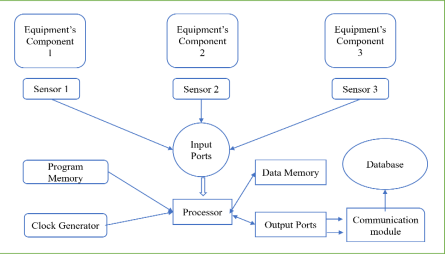 Equipment's
Component
1
Equipment's
Component
2
Equipment's
Component
3
Sensor 1
Sensor 2
Sensor 3
Input
Ports
Program
Memory
Data Memory
Database
Processor
Clock Generator
Output Ports
Communication
module